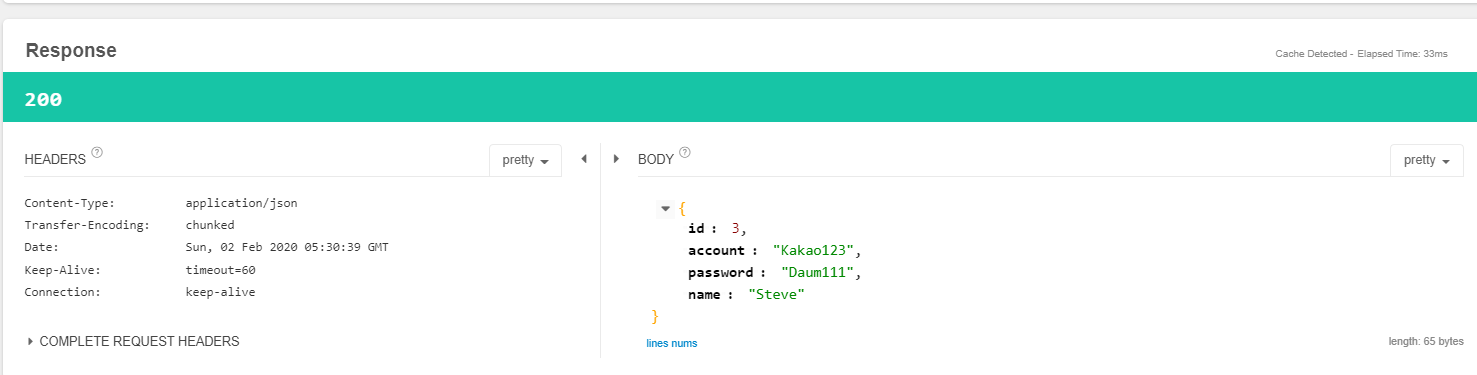 Response
Cache Detected - Elapsed Time: 33ms
200
HEADERS ?
pretty
Content-Type: application/json
Transfer-Encoding: chunked
Date: Sun, 02 Feb 2020 05:30:39 GMT
Keep-Alive: timeout=60
Connection: keep-alive
COMPLETE REQUEST HEADERS
BODY ?
pretty
{
id : 3,
account : "Kakao123",
password : "Daum111",
name : "Steve"
}
lines nums
length: 65 bytes